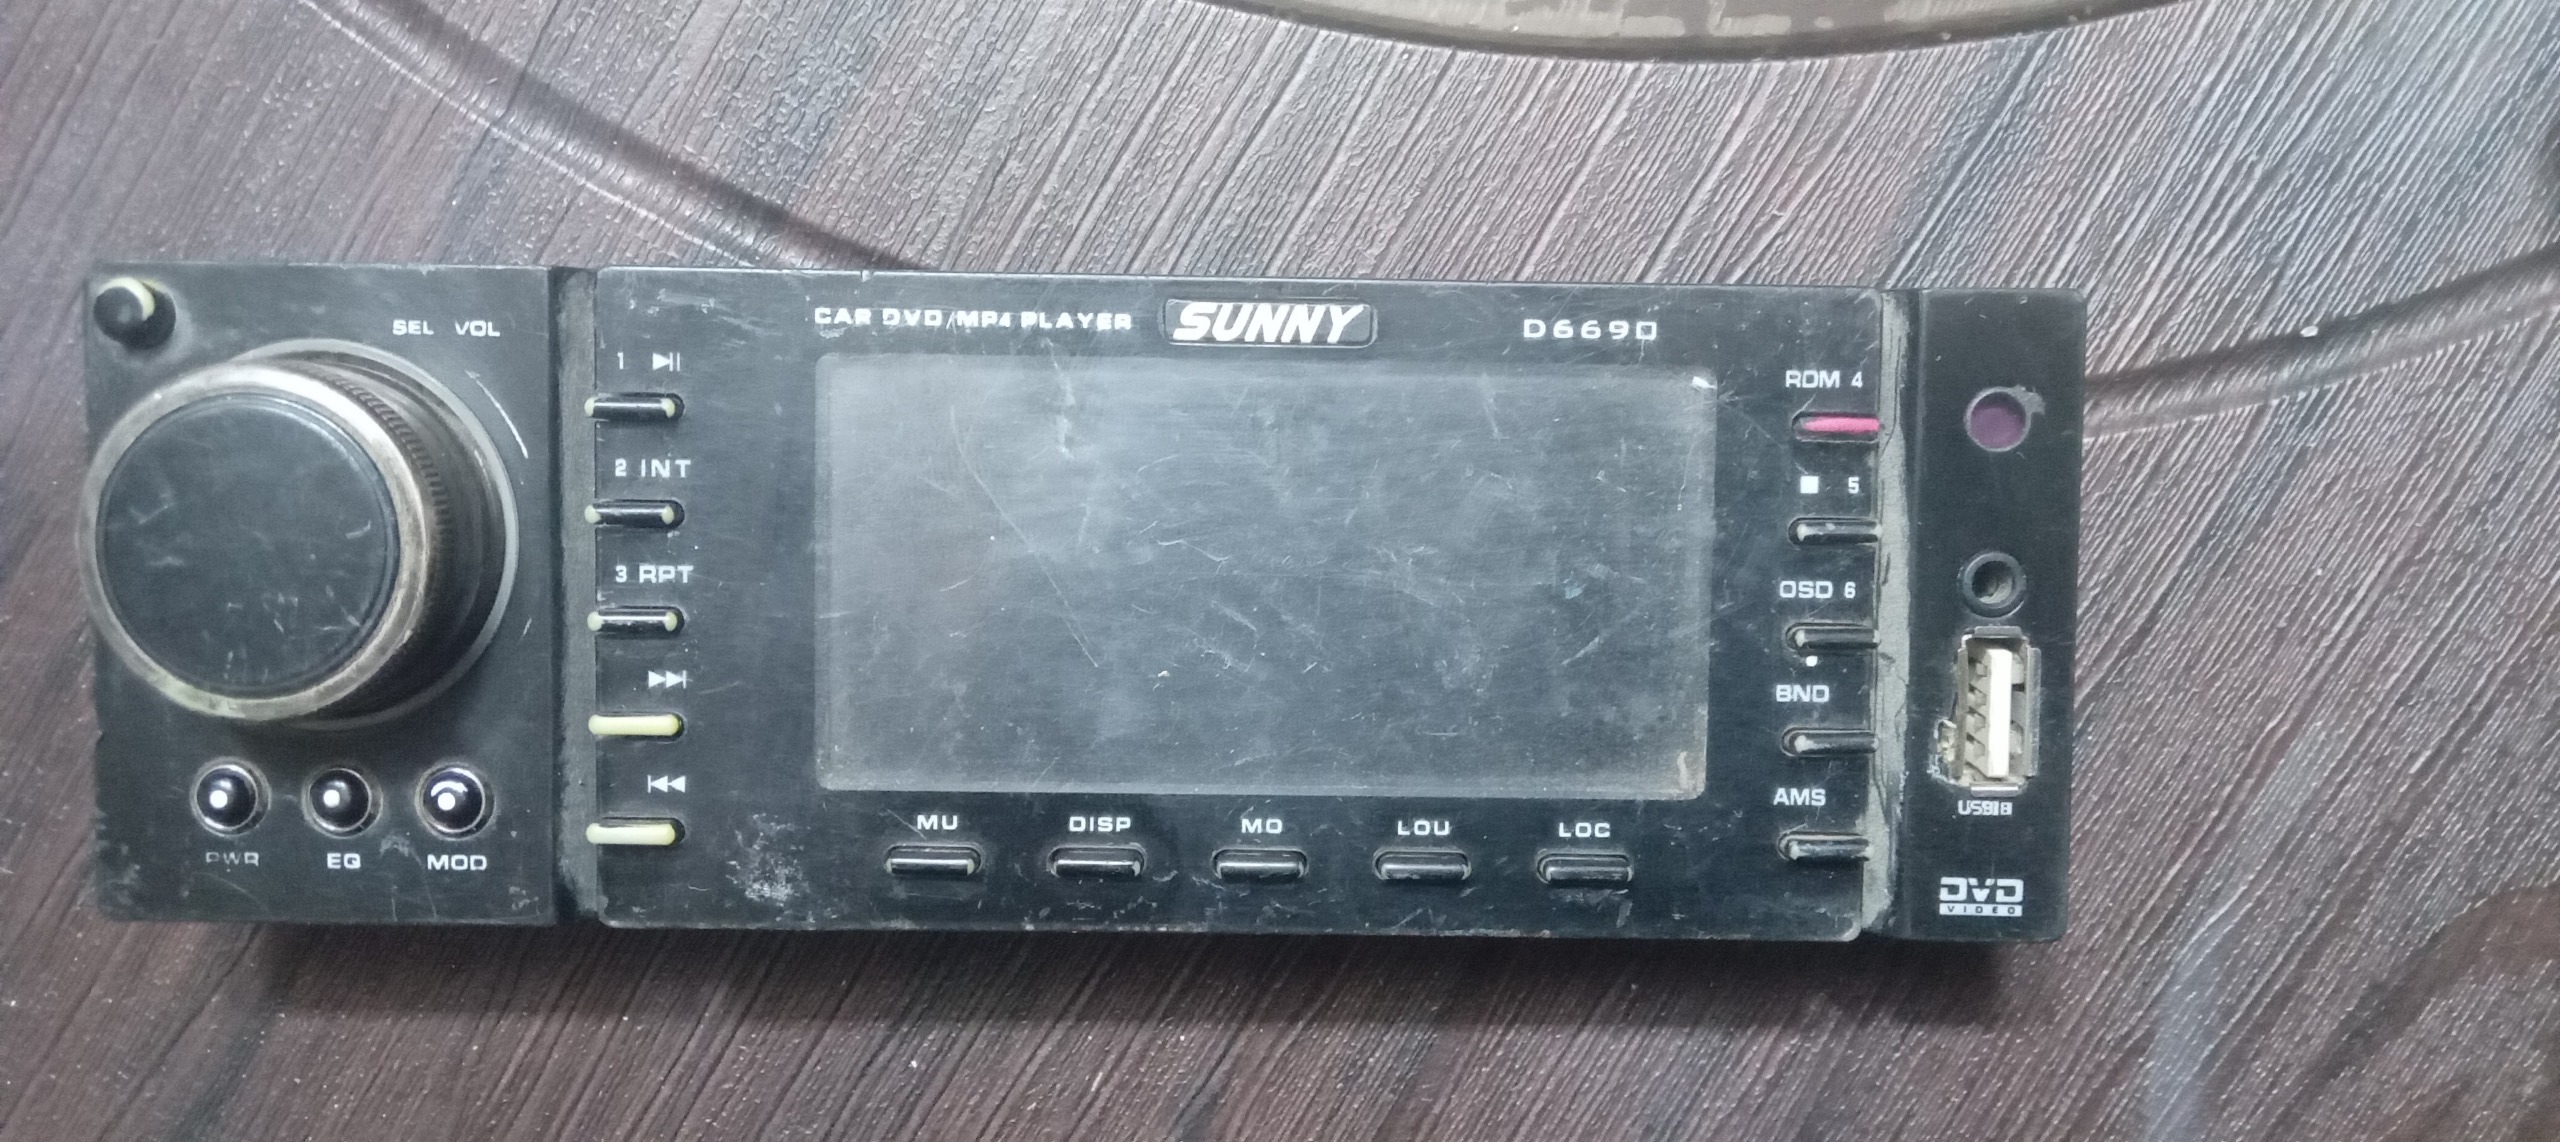 SEL VOL
PWR
EQ
MOD
CAR DVD/MP4 PLAYER
SUNNY
D669D
1
2 INT
3 RPT
MU
DISP
MO
LOU
LOC
RDM 4
5
OSD 6
BND
AMS
DVD
VIDEO